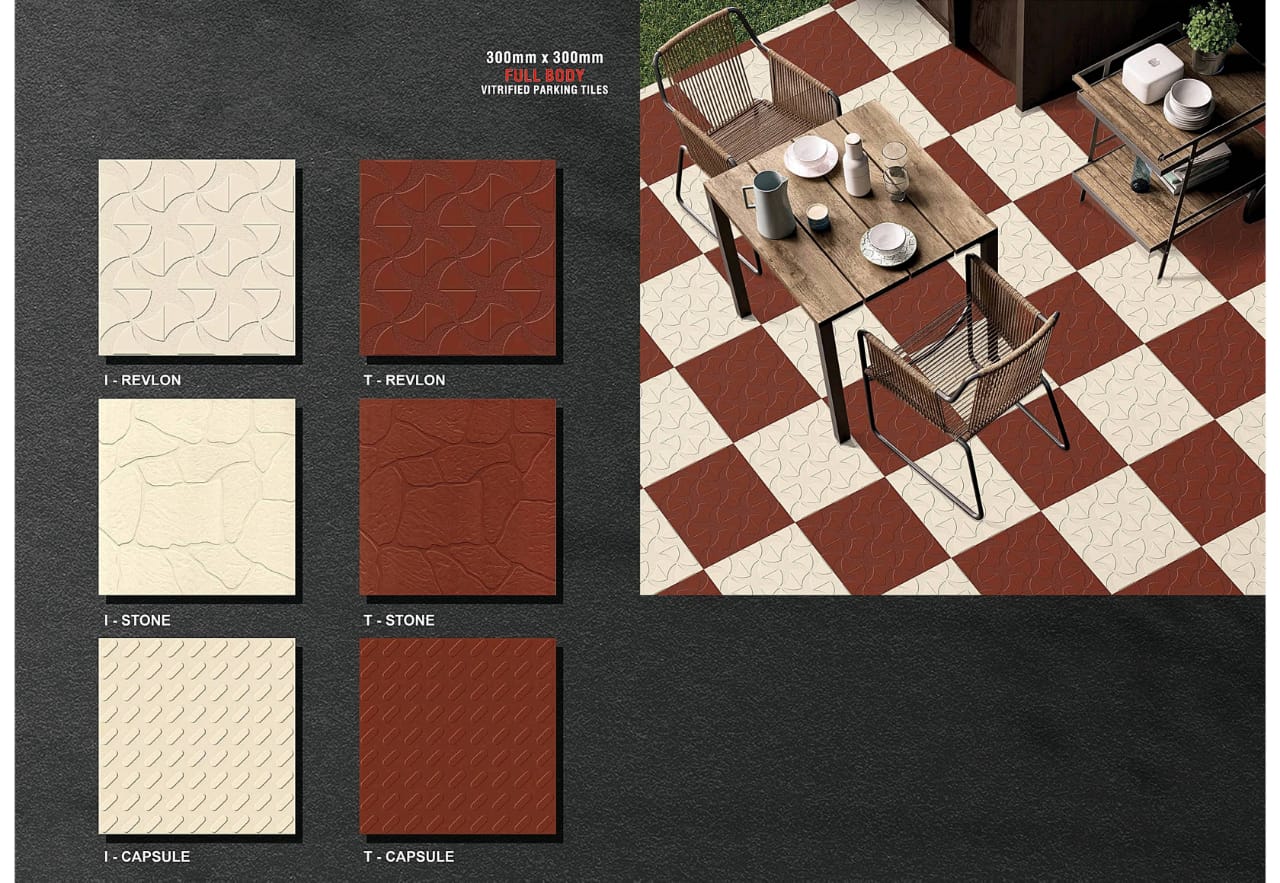 300mm x 300mm
FULL BODY
VITRIFIED PARKING TILES
I - REVLON
T - REVLON
I - STONE
T - STONE
I - CAPSULE
T - CAPSULE